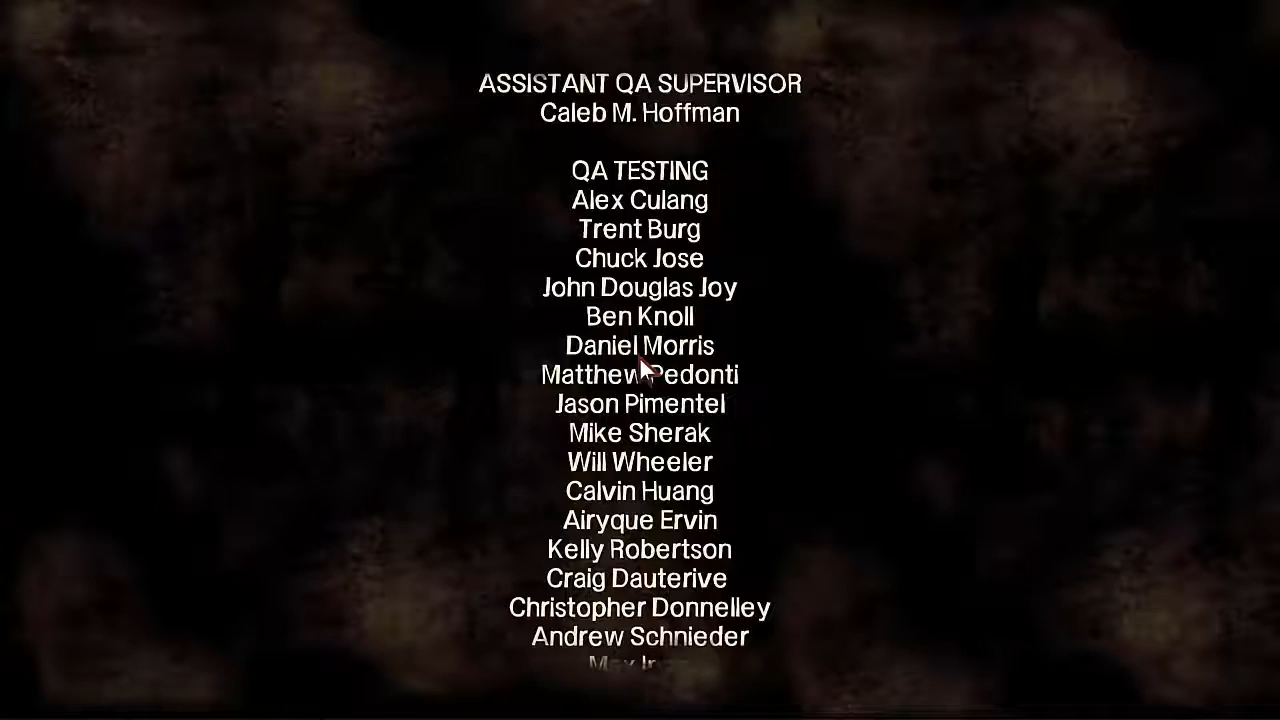 ASSISTANT QA SUPERVISOR
Caleb M. Hoffman
QA TESTING
Alex Culang
Trent Burg
Chuck Jose
John Douglas Joy
Ben Knoll
Daniel Morris
Matthew Pedonti
Jason Pimentel
Mike Sherak
Will Wheeler
Calvin Huang
Airyque Ervin
Kelly Robertson
Craig Dauterive
Christopher Donnelley
Andrew Schnieder